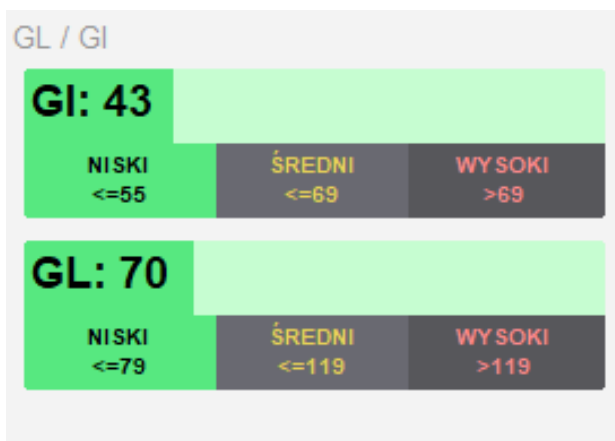 GL / GI
GI: 43
NISKI ŚREDNI WYSOKI
<=55 <=69 >69
GL: 70
NISKI ŚREDNI WYSOKI
<=79 <=119 >119